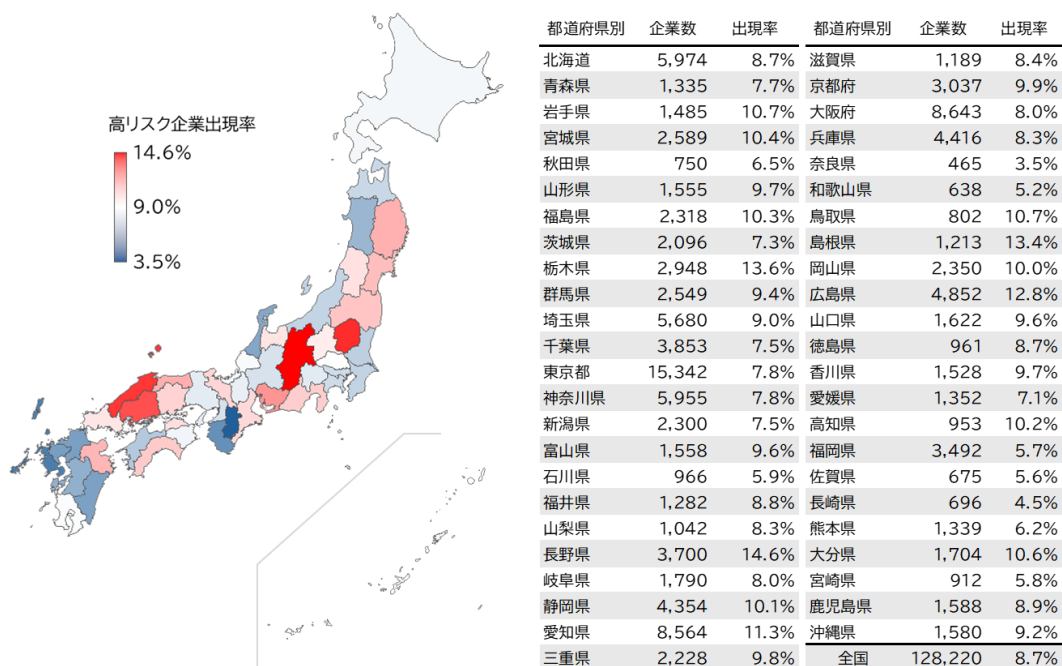 高リスク企業出現率
14.6%
9.0%
3.5%
都道府県別 企業数 出現率 都道府県別 企業数 出現率
北海道 5,974 8.7% 滋賀県 1,189 8.4%
青森県 1,335 7.7% 京都府 3,037 9.9%
岩手県 1,485 10.7% 大阪府 8,643 8.0%
宮城県 2,589 10.4% 兵庫県 4,416 8.3%
秋田県 750 6.5% 奈良県 465 3.5%
山形県 1,555 9.7% 和歌山県 638 5.2%
福島県 2,318 10.3% 鳥取県 802 10.7%
茨城県 2,096 7.3% 島根県 1,213 13.4%
栃木県 2,948 13.6% 岡山県 2,350 10.0%
群馬県 2,549 9.4% 広島県 4,852 12.8%
埼玉県 5,680 9.0% 山口県 1,622 9.6%
千葉県 3,853 7.5% 徳島県 961 8.7%
東京都 15,342 7.8% 香川県 1,528 9.7%
神奈川県 5,955 7.8% 愛媛県 1,352 7.1%
新潟県 2,300 7.5% 高知県 953 10.2%
富山県 1,558 9.6% 福岡県 3,492 5.7%
石川県 966 5.9% 佐賀県 675 5.6%
福井県 1,282 8.8% 長崎県 696 4.5%
山梨県 1,042 8.3% 熊本県 1,339 6.2%
長野県 3,700 14.6% 大分県 1,704 10.6%
岐阜県 1,790 8.0% 宮崎県 912 5.8%
静岡県 4,354 10.1% 鹿児島県 1,588 8.9%
愛知県 8,564 11.3% 沖縄県 1,580 9.2%
三重県 2,228 9.8% 全国 128,220 8.7%